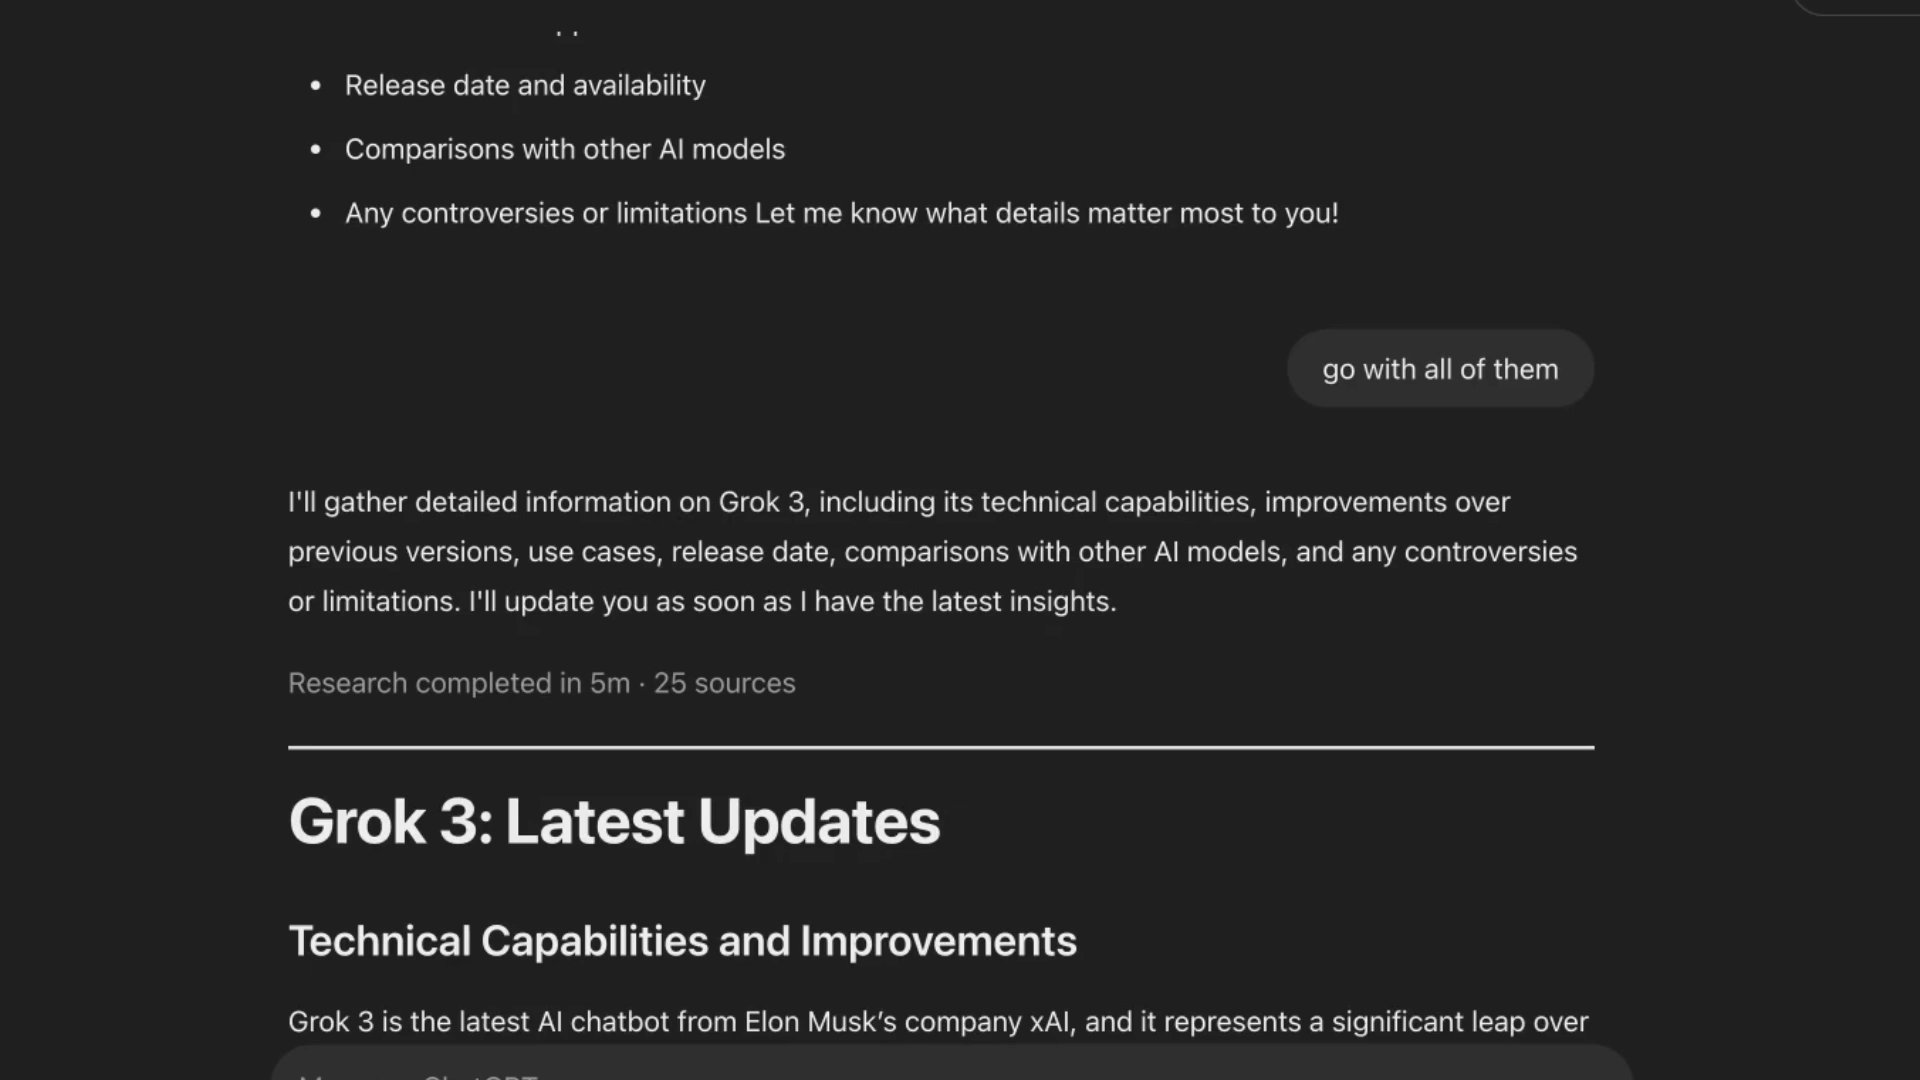 Release date and availability
Comparisons with other AI models
Any controversies or limitations Let me know what details matter most to you!
go with all of them
I'll gather detailed information on Grok 3, including its technical capabilities, improvements over
previous versions, use cases, release date, comparisons with other AI models, and any controversies
or limitations. I'll update you as soon as I have the latest insights.
Research completed in 5m · 25 sources
Grok 3: Latest Updates
Technical Capabilities and Improvements
Grok 3 is the latest AI chatbot from Elon Musk’s company xAI, and it represents a significant leap over